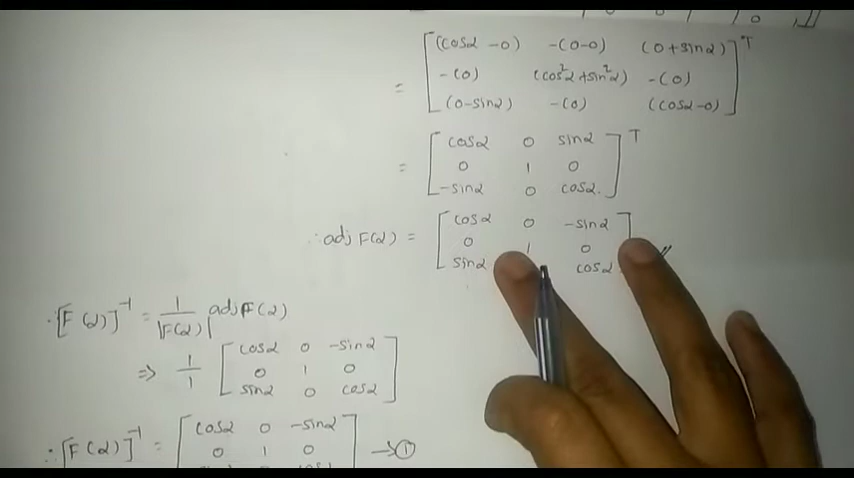 = [(cosα -0) -(0-0) (0+sinα)]T
-(0) (cos²α+sin²α) -(0)
(0-sinα) -(0) (cosα-0)
= [cosα 0 sinα]T
0 1 0
-sinα 0 cosα
∴adj F(α) = [cosα 0 -sinα]
0 1 0
sinα cosα
∴[F(α)]⁻¹ = 1/|F(α)| adj F(α)
=> 1/1 [cosα 0 -sinα]
0 1 0
sinα 0 cosα
∴[F(α)]⁻¹ = [cosα 0 -sinα]
0 1 0 →①